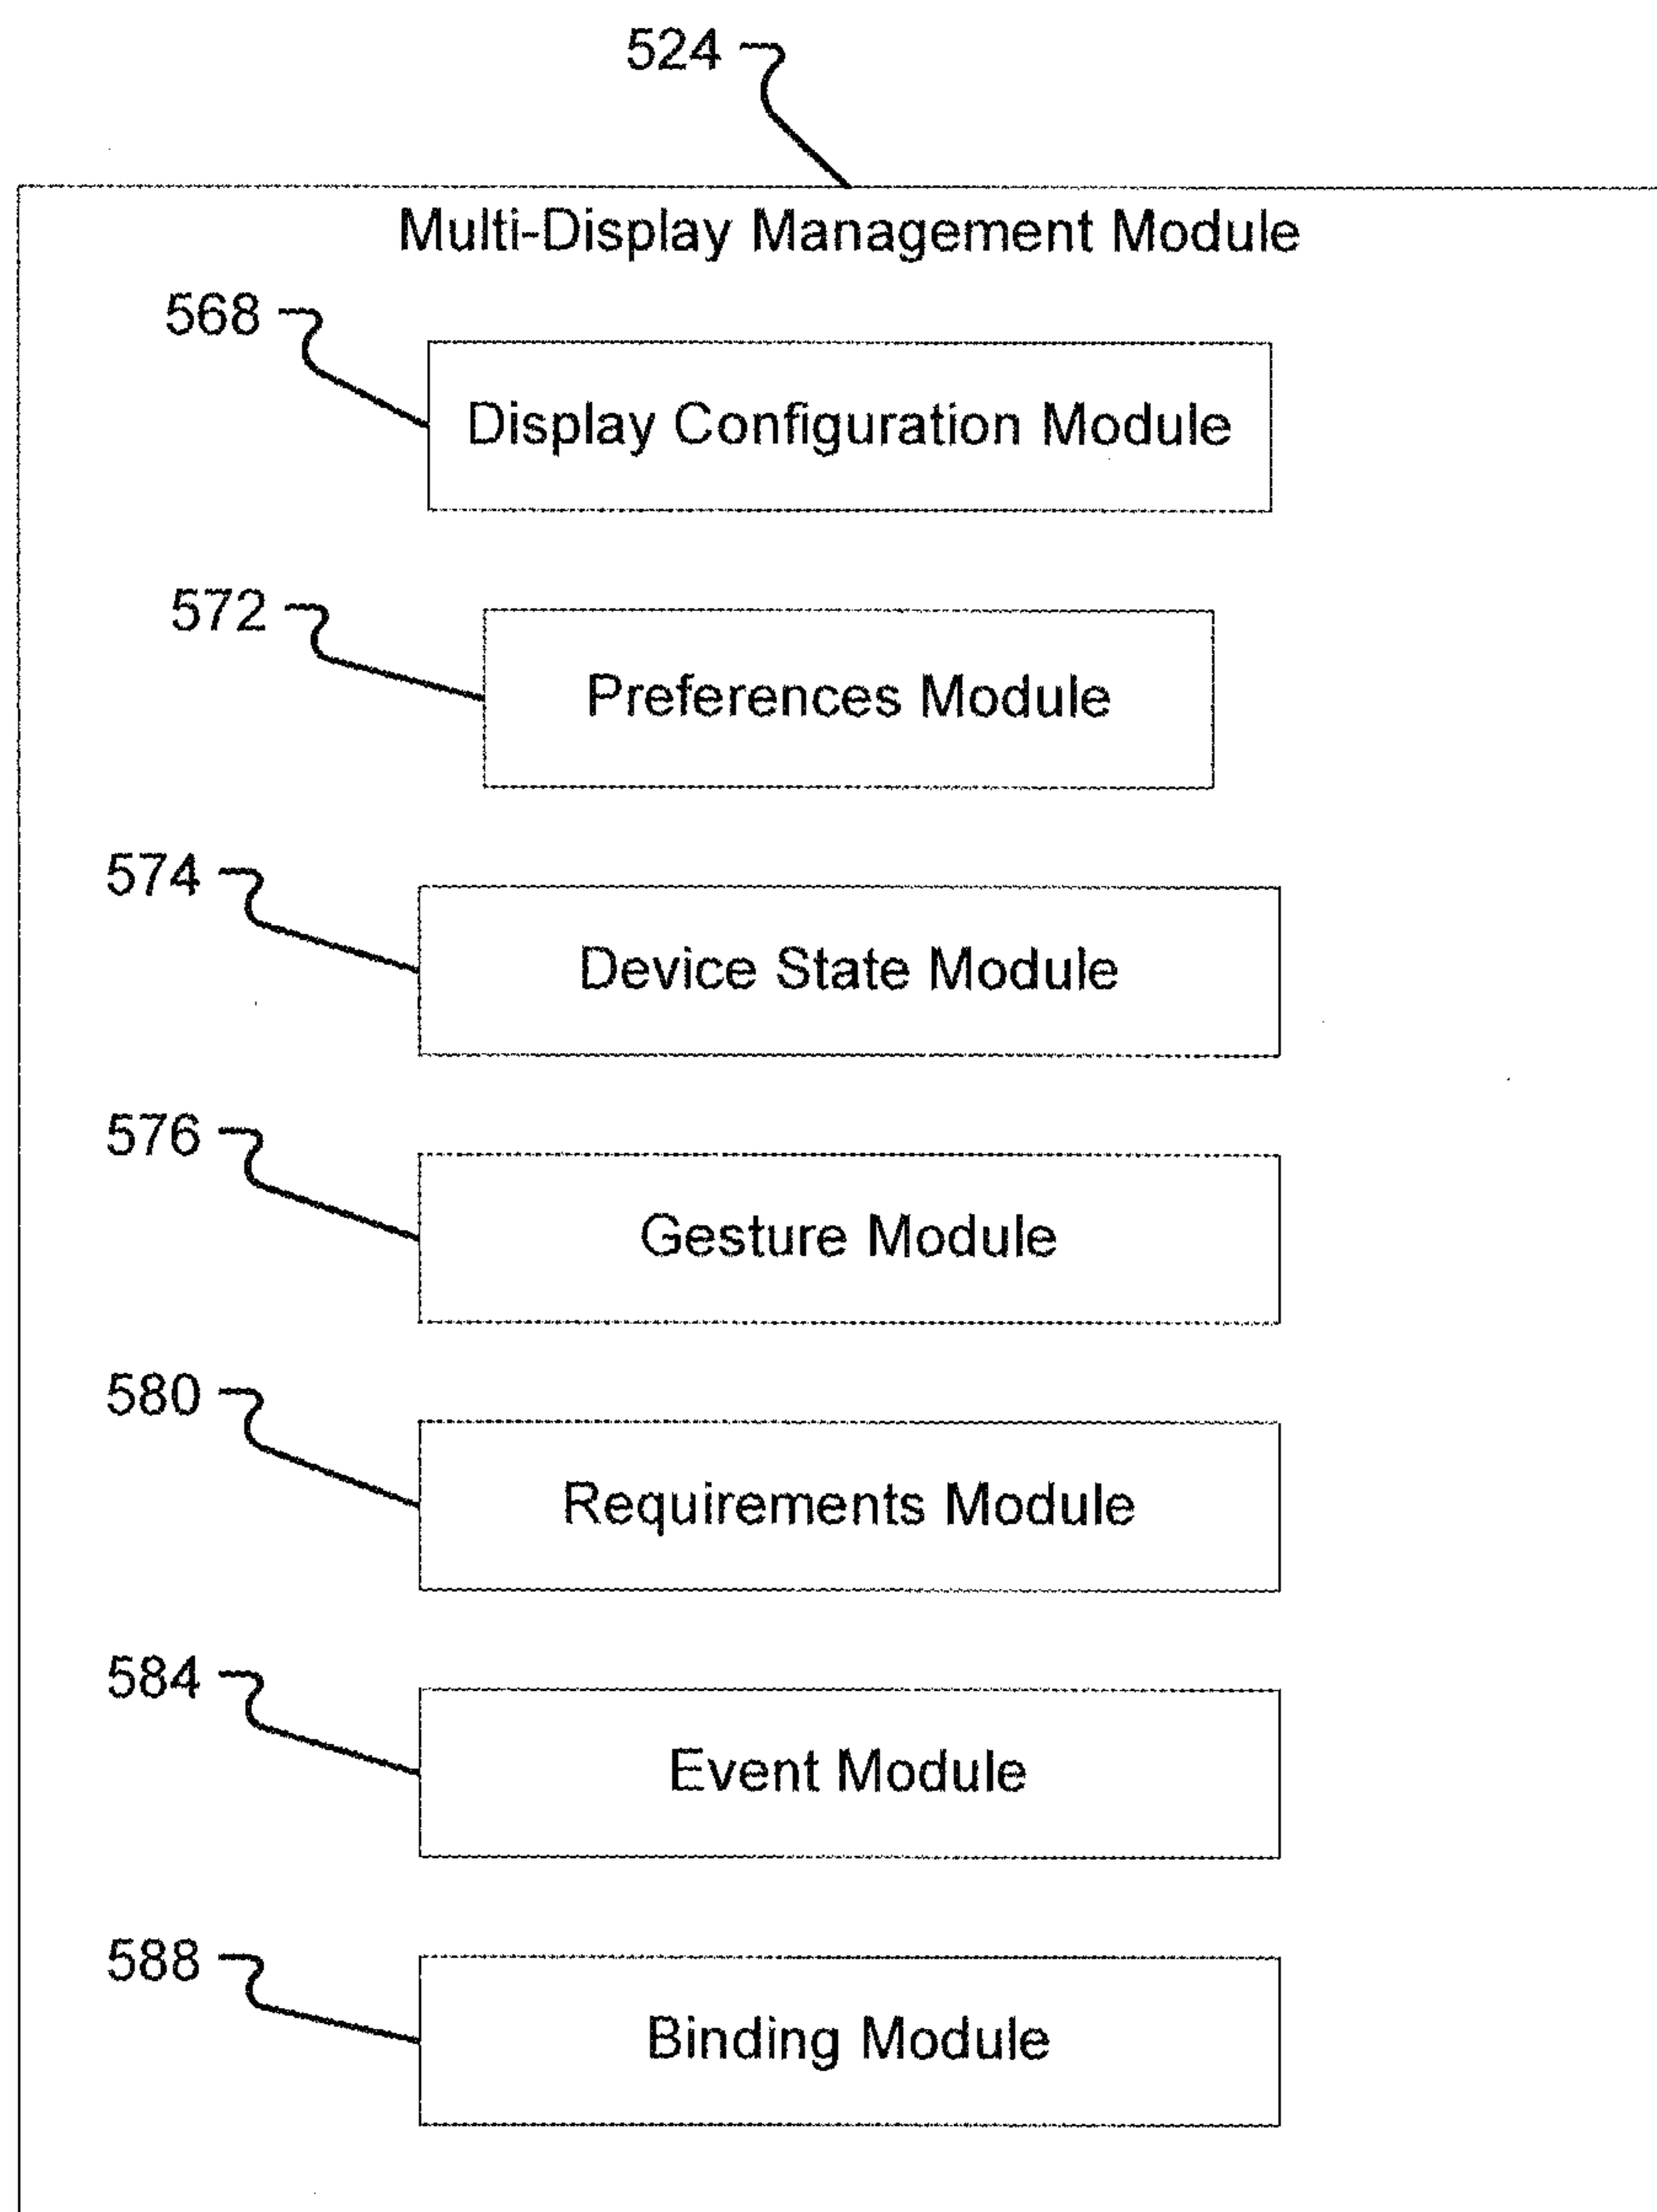 524
Multi-Display Management Module
568
Display Configuration Module
572
Preferences Module
574
Device State Module
576
Gesture Module
580
Requirements Module
584
Event Module
588
Binding Module